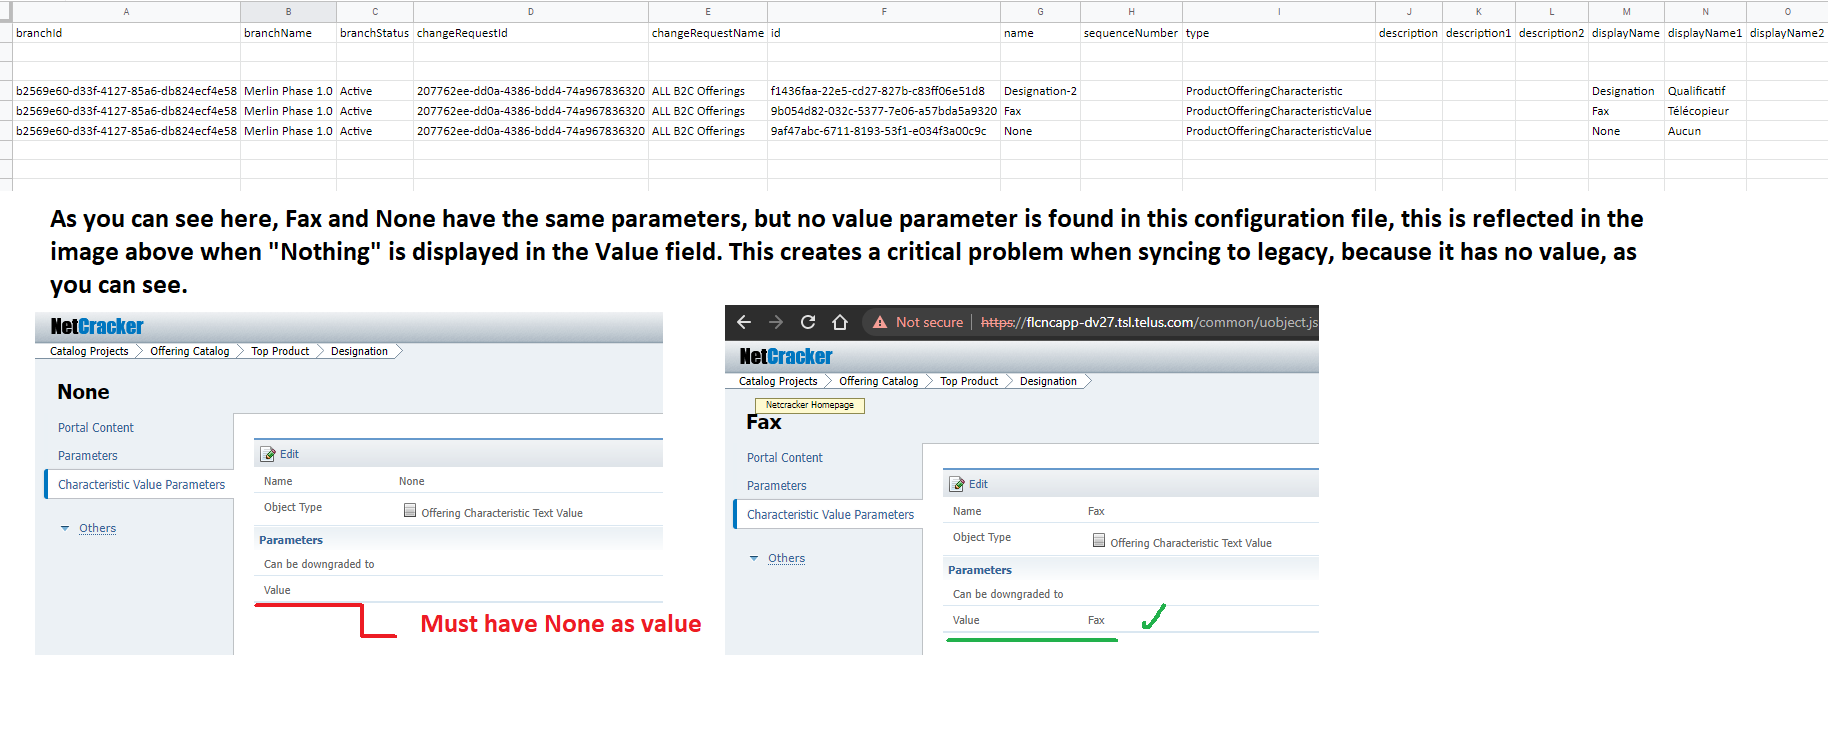 A B C D E F G H I J K L M N O
branchId branchName branchStatus changeRequestId changeRequestName id name sequenceNumber type description description1 description2 displayName displayName1 displayName2
b2569e60-d33f-4127-85a6-db824ecf4e58 Merlin Phase 1.0 Active 207762ee-dd0a-4386-bdd4-74a967836320 ALL B2C Offerings f1436faa-22e5-cd27-827b-c83ff06e51d8 Designation-2 ProductOfferingCharacteristic Designation Qualificatif
b2569e60-d33f-4127-85a6-db824ecf4e58 Merlin Phase 1.0 Active 207762ee-dd0a-4386-bdd4-74a967836320 ALL B2C Offerings 9b054d82-032c-5377-7e06-a57bda5a9320 Fax ProductOfferingCharacteristicValue Fax Télécopieur
b2569e60-d33f-4127-85a6-db824ecf4e58 Merlin Phase 1.0 Active 207762ee-dd0a-4386-bdd4-74a967836320 ALL B2C Offerings 9af47abc-6711-8193-53f1-e034f3a00c9c None ProductOfferingCharacteristicValue None Aucun
As you can see here, Fax and None have the same parameters, but no value parameter is found in this configuration file, this is reflected in the
image above when "Nothing" is displayed in the Value field. This creates a critical problem when syncing to legacy, because it has no value, as
you can see.
NetCracker
Catalog Projects Offering Catalog Top Product Designation
None
Portal Content
Parameters
Characteristic Value Parameters
Others
Edit
Name None
Object Type Offering Characteristic Text Value
Parameters
Can be downgraded to
Value
Must have None as value
Not secure https://flcncapp-dv27.tsl.telus.com/common/uobject.js
NetCracker
Catalog Projects Offering Catalog Top Product Designation
Netcracker Homepage
Fax
Portal Content
Parameters
Characteristic Value Parameters
Others
Edit
Name Fax
Object Type Offering Characteristic Text Value
Parameters
Can be downgraded to
Value Fax